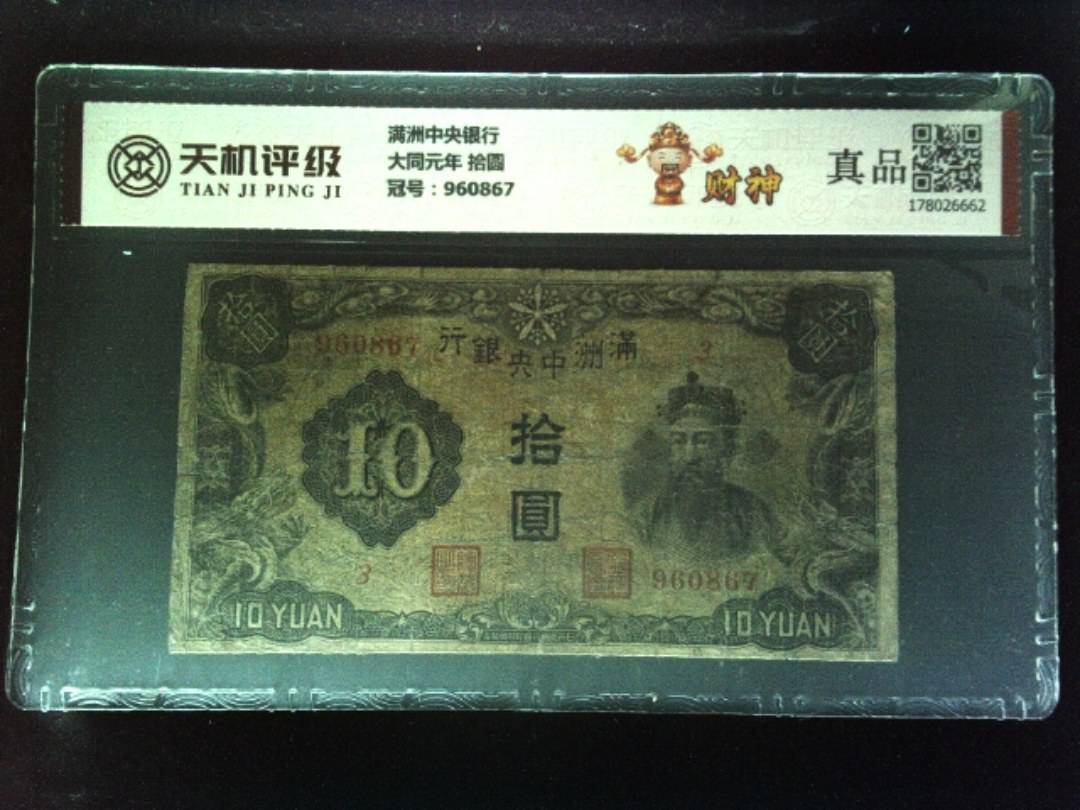 天机评级
TIAN JI PING JI
满洲中央银行
大同元年 拾圆
冠号：960867
财神
真品
178026662
拾圓
拾圓
960867
行銀央中洲滿
3
10
拾
圓
3
960867
10 YUAN
10 YUAN